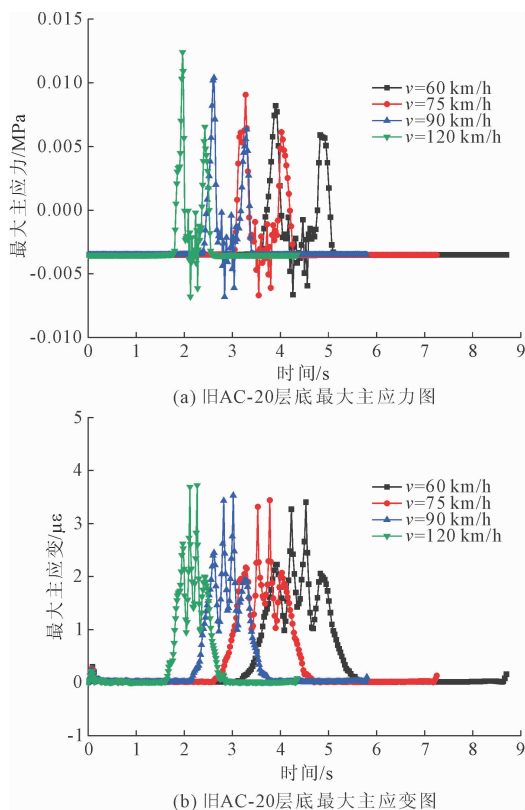 0.015
0.010
0.005
0.000
-0.005
-0.010
最大主应力/MPa
v=60 km/h
v=75 km/h
v=90 km/h
v=120 km/h
0 1 2 3 4 5 6 7 8 9
时间/s
(a) 旧AC-20层底最大主应力图
5
4
3
2
1
0
-1
最大主应变/με
v=60 km/h
v=75 km/h
v=90 km/h
v=120 km/h
0 1 2 3 4 5 6 7 8 9
时间/s
(b) 旧AC-20层底最大主应变图